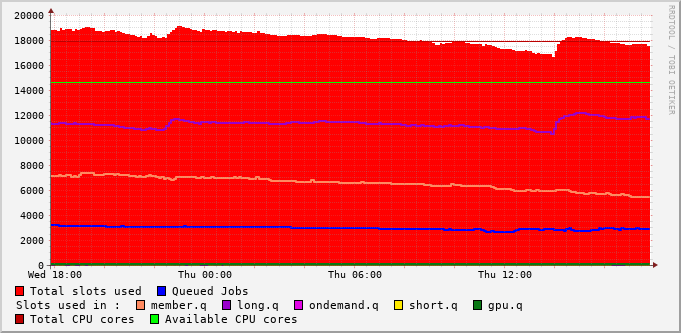 20000
18000
16000
14000
12000
10000
8000
6000
4000
2000
0
Wed 18:00 Thu 00:00 Thu 06:00 Thu 12:00
RRDTOOL / TOBI OETIKER
Total slots used Queued Jobs
Slots used in : member.q long.q ondemand.q short.q gpu.q
Total CPU cores Available CPU cores